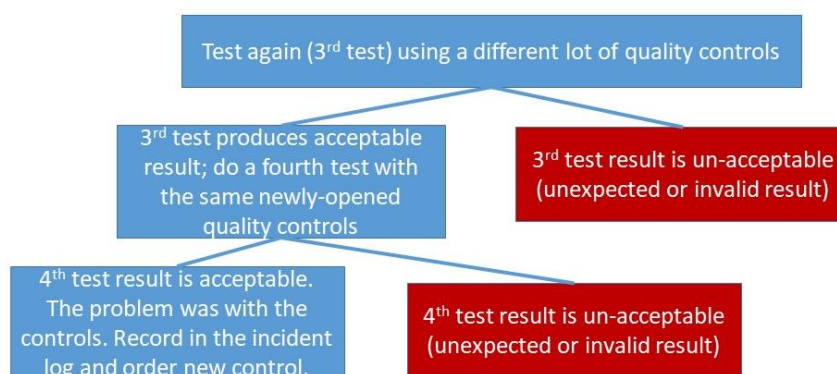 Test again (3rd test) using a different lot of quality controls
3rd test produces acceptable
result; do a fourth test with
the same newly-opened
quality controls
3rd test result is un-acceptable
(unexpected or invalid result)
4th test result is acceptable.
The problem was with the
controls. Record in the incident
log and order new control.
4th test result is un-acceptable
(unexpected or invalid result)